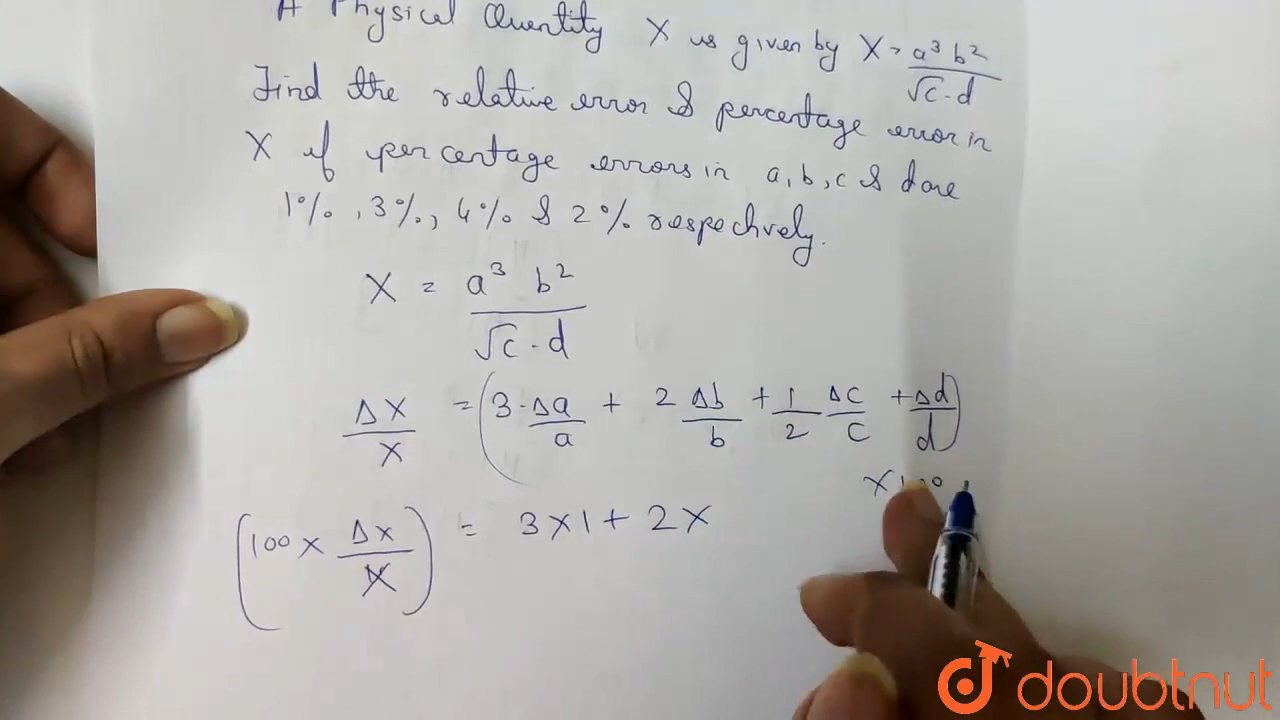 A Physical Quantity X is given by X = a³ b² / √c · d
Find the relative error & percentage error in
X if percentage errors in a, b, c & d are
1%, 3%, 4% & 2% respectively.
X = a³ b² / √c · d
ΔX / X = (3 · Δa / a + 2 Δb / b + 1 / 2 Δc / c + Δd / d)
(100 × Δx / X) = 3×1 + 2×
doubtnut